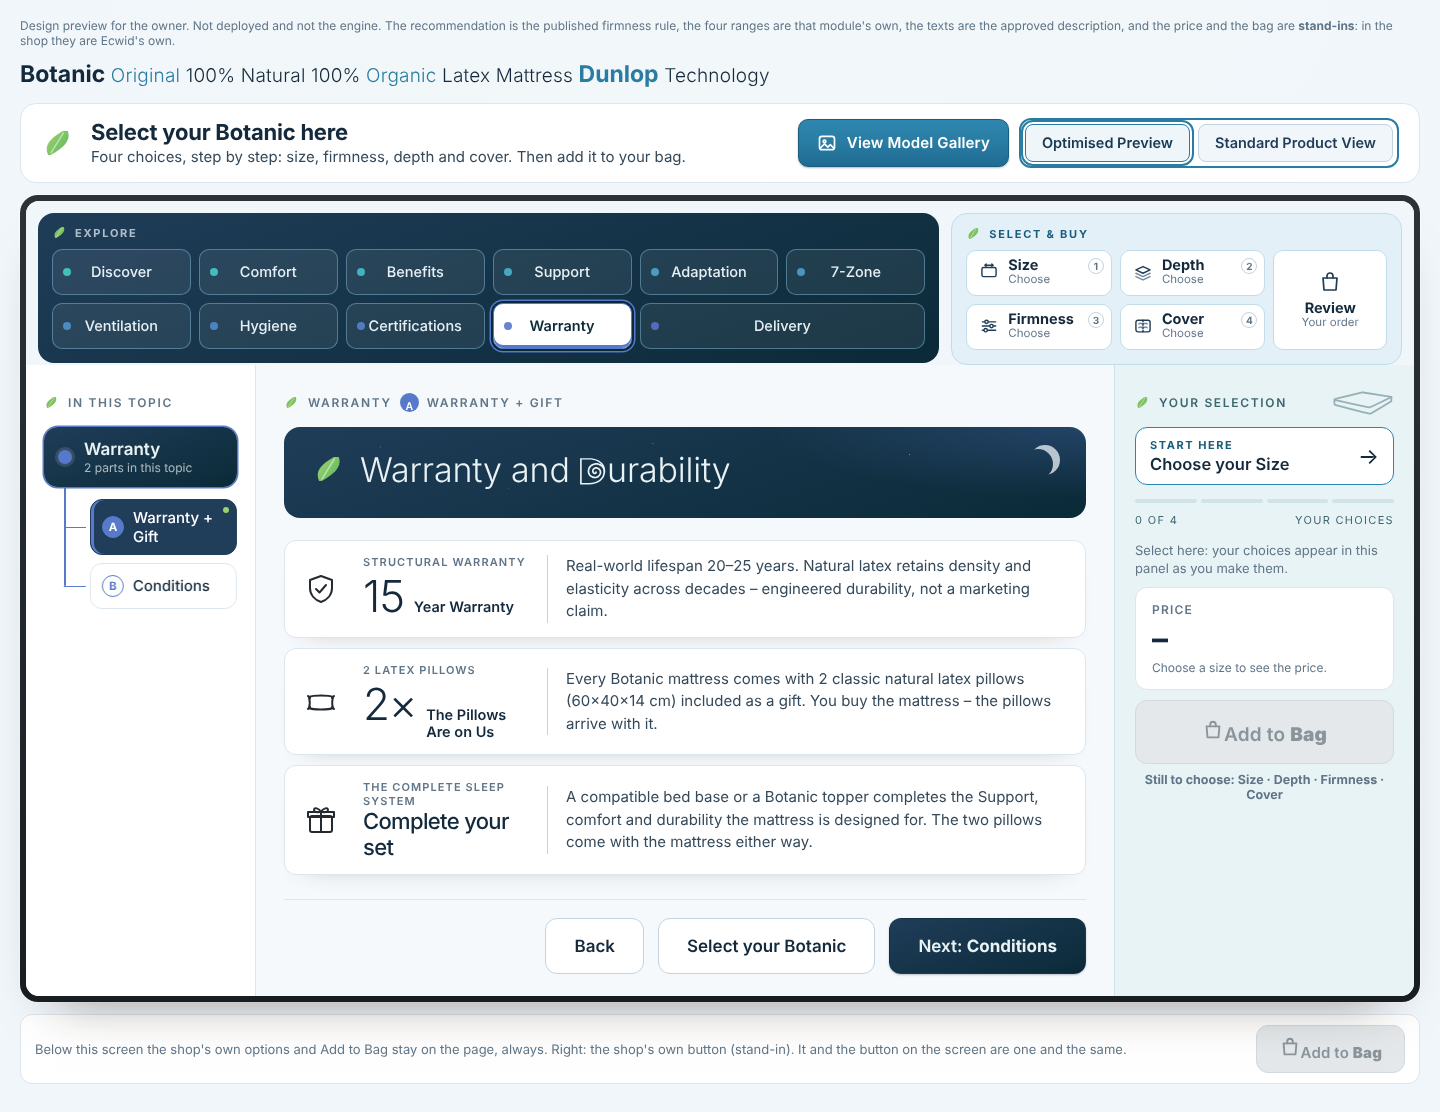 Design preview for the owner. Not deployed and not the engine. The recommendation is the published firmness rule, the four ranges are that module's own, the texts are the approved description, and the price and the bag are stand-ins: in the
shop they are Ecwid's own.
Botanic Original 100% Natural 100% Organic Latex Mattress Dunlop Technology
Select your Botanic here
Four choices, step by step: size, firmness, depth and cover. Then add it to your bag.
View Model Gallery
Optimised Preview
Standard Product View
EXPLORE
Discover
Comfort
Benefits
Support
Adaptation
7-Zone
Ventilation
Hygiene
Certifications
Warranty
Delivery
SELECT & BUY
Size
Choose
1
Depth
Choose
2
Firmness
Choose
3
Cover
Choose
4
Review
Your order
IN THIS TOPIC
Warranty
2 parts in this topic
A
Warranty +
Gift
B
Conditions
WARRANTY A WARRANTY + GIFT
Warranty and Durability
STRUCTURAL WARRANTY
15 Year Warranty
Real-world lifespan 20–25 years. Natural latex retains density and
elasticity across decades – engineered durability, not a marketing
claim.
2 LATEX PILLOWS
2× The Pillows
Are on Us
Every Botanic mattress comes with 2 classic natural latex pillows
(60×40×14 cm) included as a gift. You buy the mattress – the pillows
arrive with it.
THE COMPLETE SLEEP
SYSTEM
Complete your
set
A compatible bed base or a Botanic topper completes the Support,
comfort and durability the mattress is designed for. The two pillows
come with the mattress either way.
Back
Select your Botanic
Next: Conditions
YOUR SELECTION
START HERE
Choose your Size
0 OF 4
YOUR CHOICES
Select here: your choices appear in this
panel as you make them.
PRICE
–
Choose a size to see the price.
Add to Bag
Still to choose: Size · Depth · Firmness ·
Cover
Below this screen the shop's own options and Add to Bag stay on the page, always. Right: the shop's own button (stand-in). It and the button on the screen are one and the same.
Add to Bag